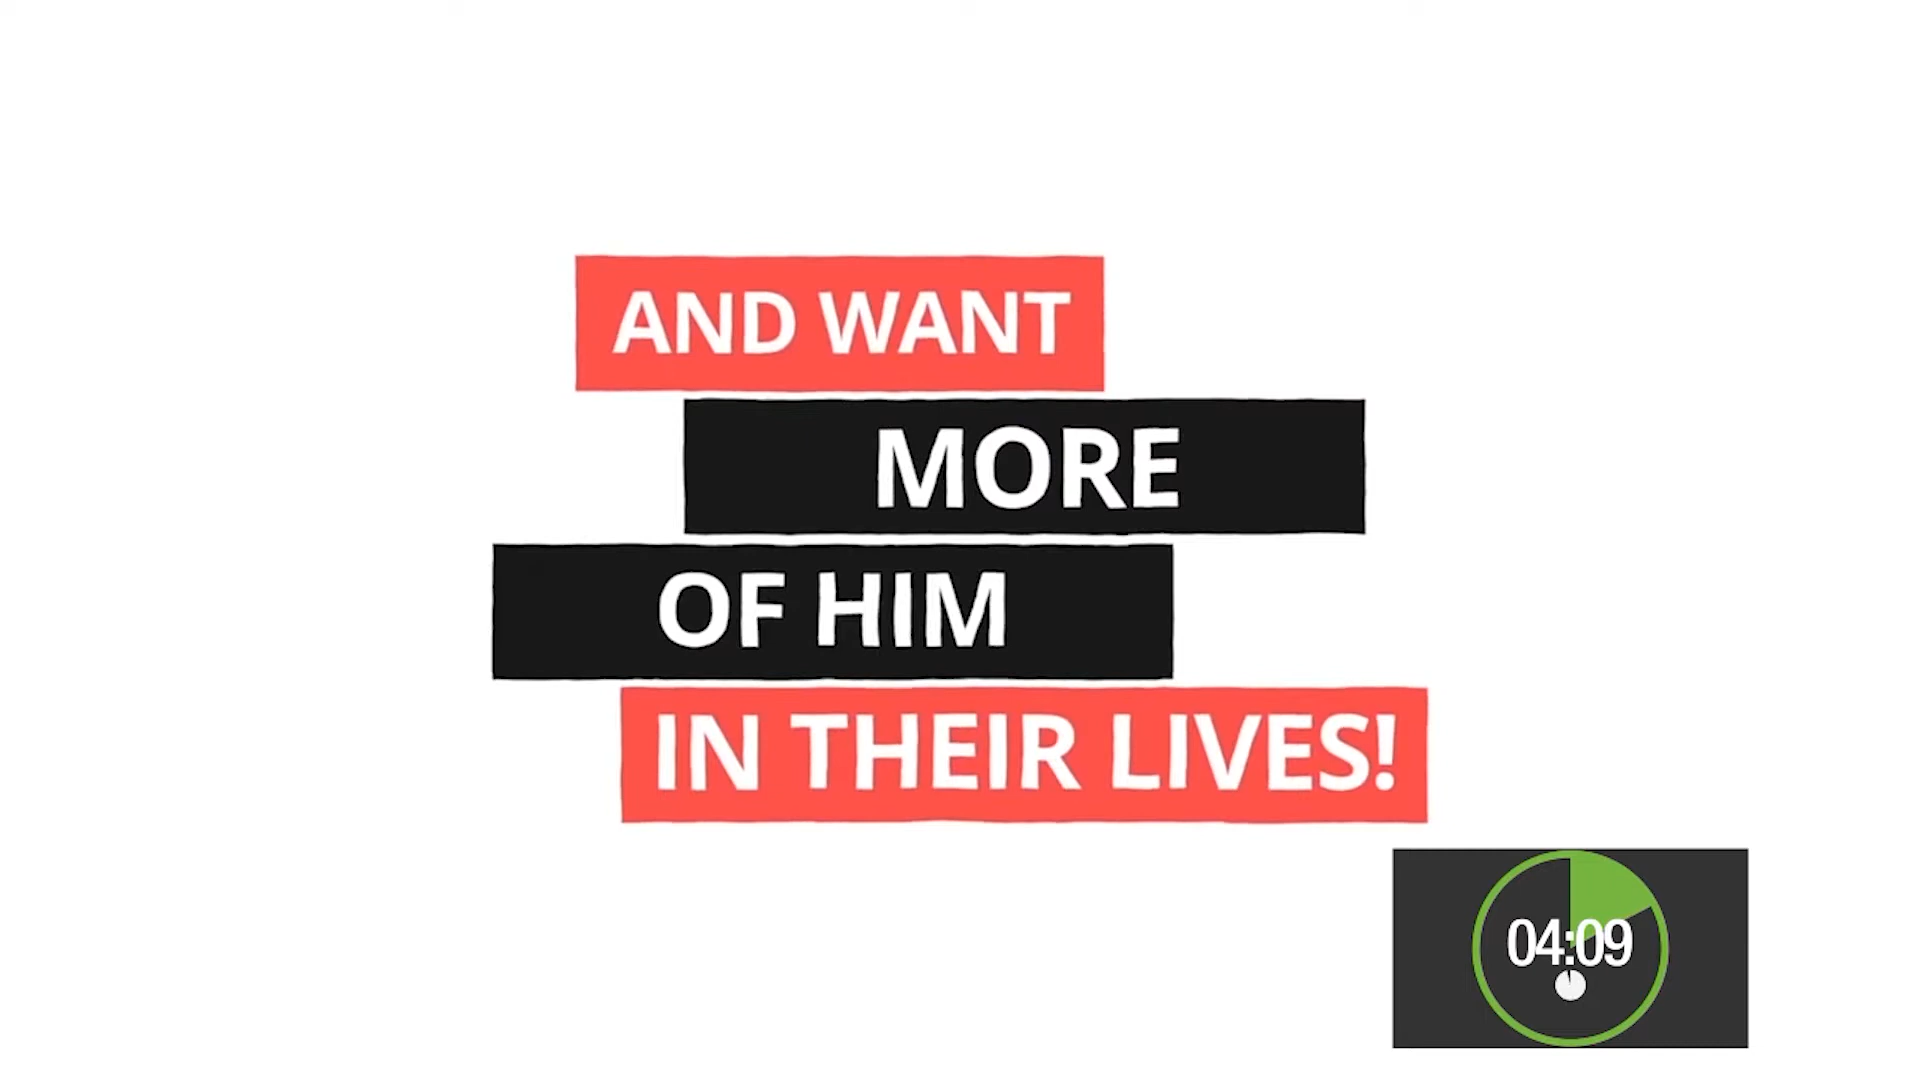 AND WANT
MORE
OF HIM
IN THEIR LIVES!
04:09